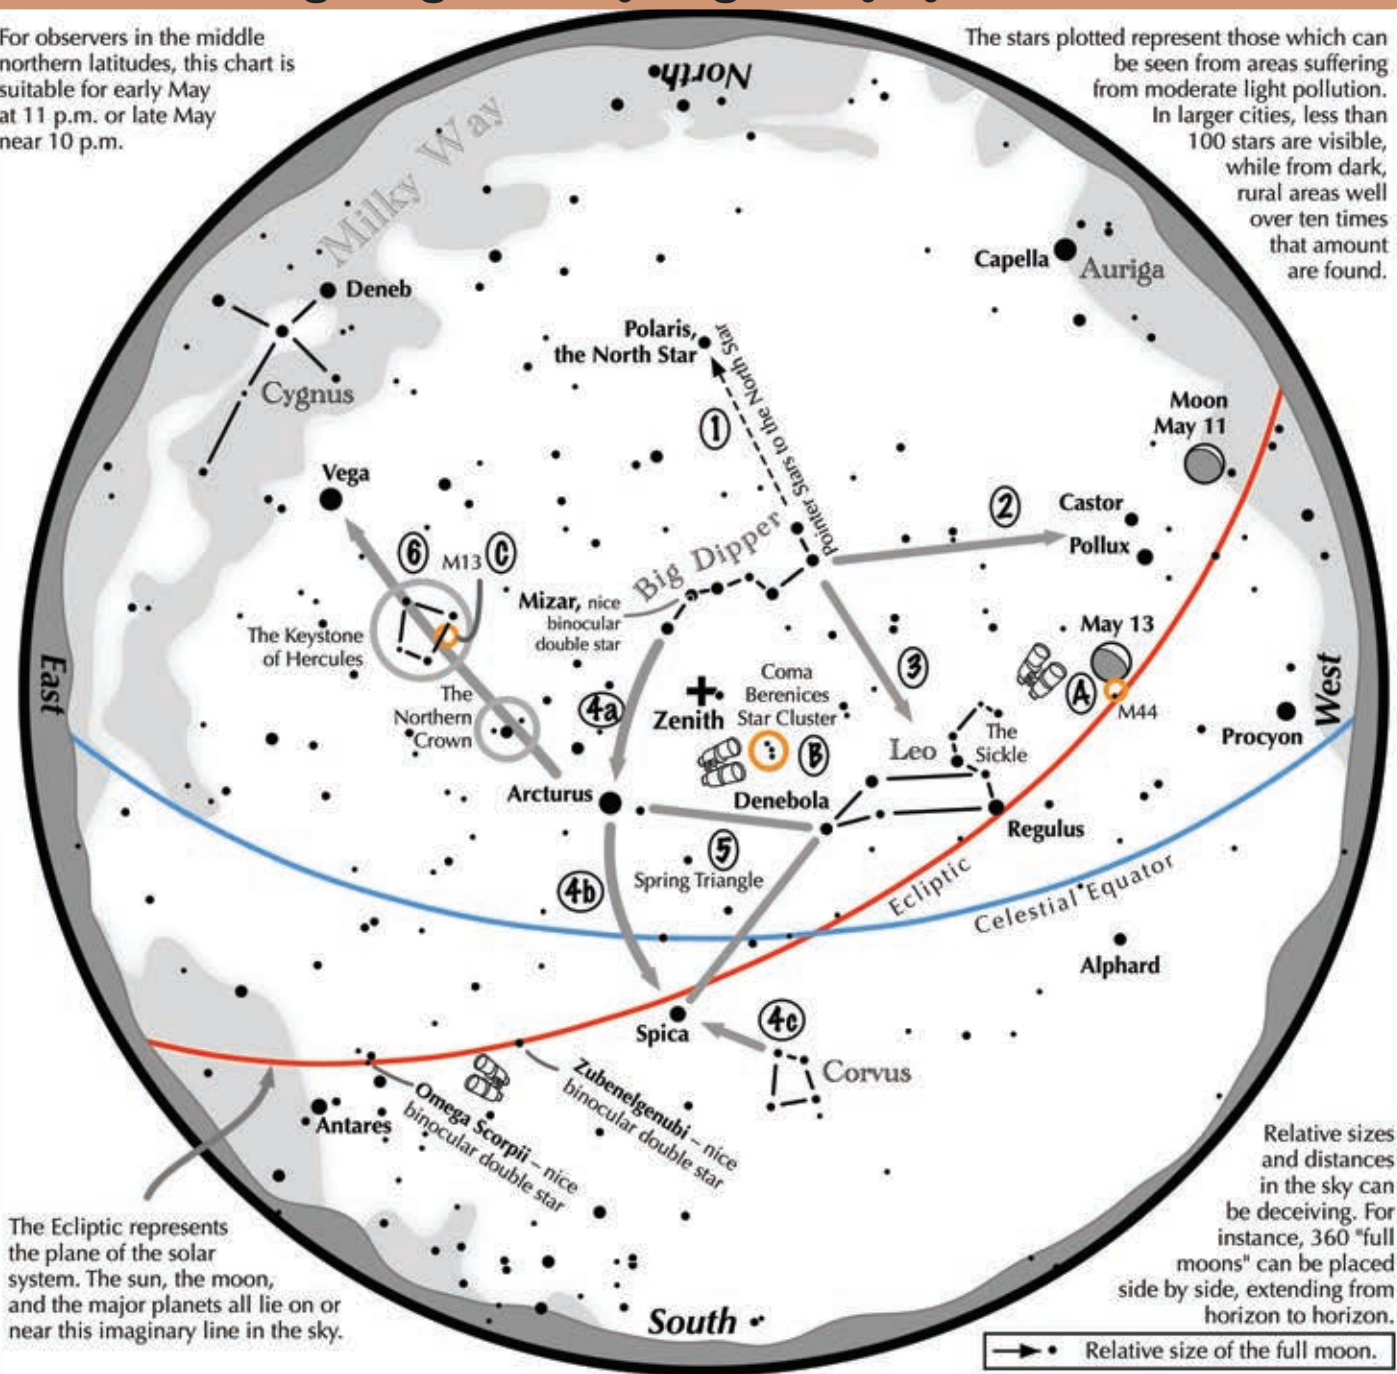 For observers in the middle
northern latitudes, this chart is
suitable for early May
at 11 p.m. or late May
near 10 p.m.
The stars plotted represent those which can
be seen from areas suffering
from moderate light pollution.
In larger cities, less than
100 stars are visible,
while from dark,
rural areas well
over ten times
that amount
are found.
North
Milky Way
Capella
Auriga
Deneb
Polaris,
the North Star
Cygnus
Pointer Stars to the North Star
1
Moon
May 11
Vega
Castor
2
Pollux
6
M13
C
Big Dipper
Mizar, nice
binocular
double star
The Keystone
of Hercules
May 13
3
A
M44
East
West
Coma
Berenices
Star Cluster
4a
Zenith
B
The
Northern
Crown
Leo
The
Sickle
Procyon
Arcturus
Denebola
Regulus
5
Spring Triangle
4b
Ecliptic
Celestial Equator
Alphard
Spica
4c
Corvus
Zubenelgenubi – nice
binocular double star
Omega Scorpii – nice
binocular double star
Antares
The Ecliptic represents
the plane of the solar
system. The sun, the moon,
and the major planets all lie on or
near this imaginary line in the sky.
South
Relative sizes
and distances
in the sky can
be deceiving. For
instance, 360 "full
moons" can be placed
side by side, extending from
horizon to horizon.
Relative size of the full moon.